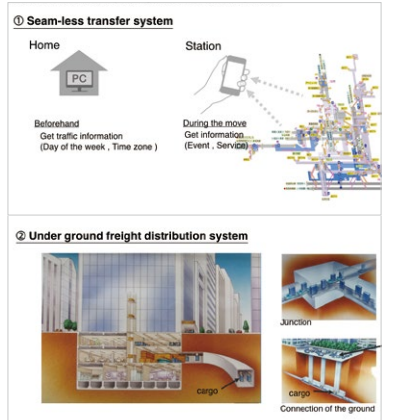 ① Seam-less transfer system
Home
Station
PC
Beforehand
Get traffic information
(Day of the week , Time zone )
During the move
Get information
(Event , Service)
② Under ground freight distribution system
Junction
cargo
cargo
Connection of the ground